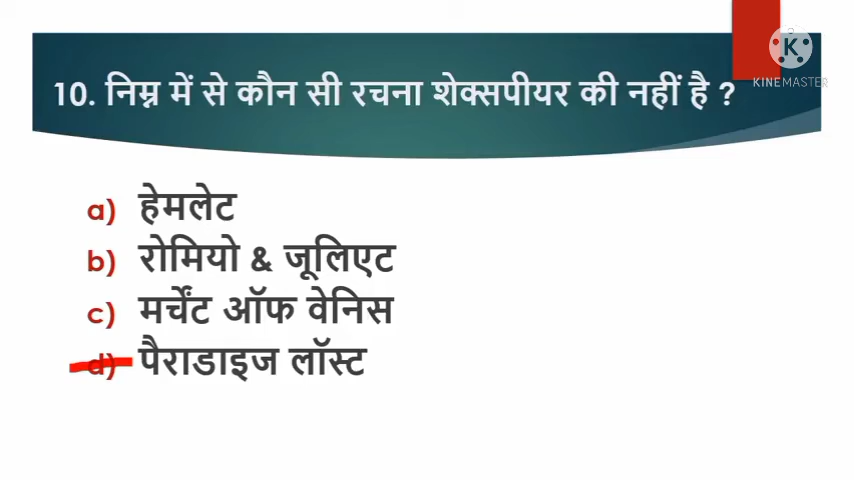 KINEMASTER
10. निम्न में से कौन सी रचना शेक्सपीयर की नहीं है ?
a) हेमलेट
b) रोमियो & जूलिएट
c) मर्चेंट ऑफ वेनिस
d) पैराडाइज लॉस्ट